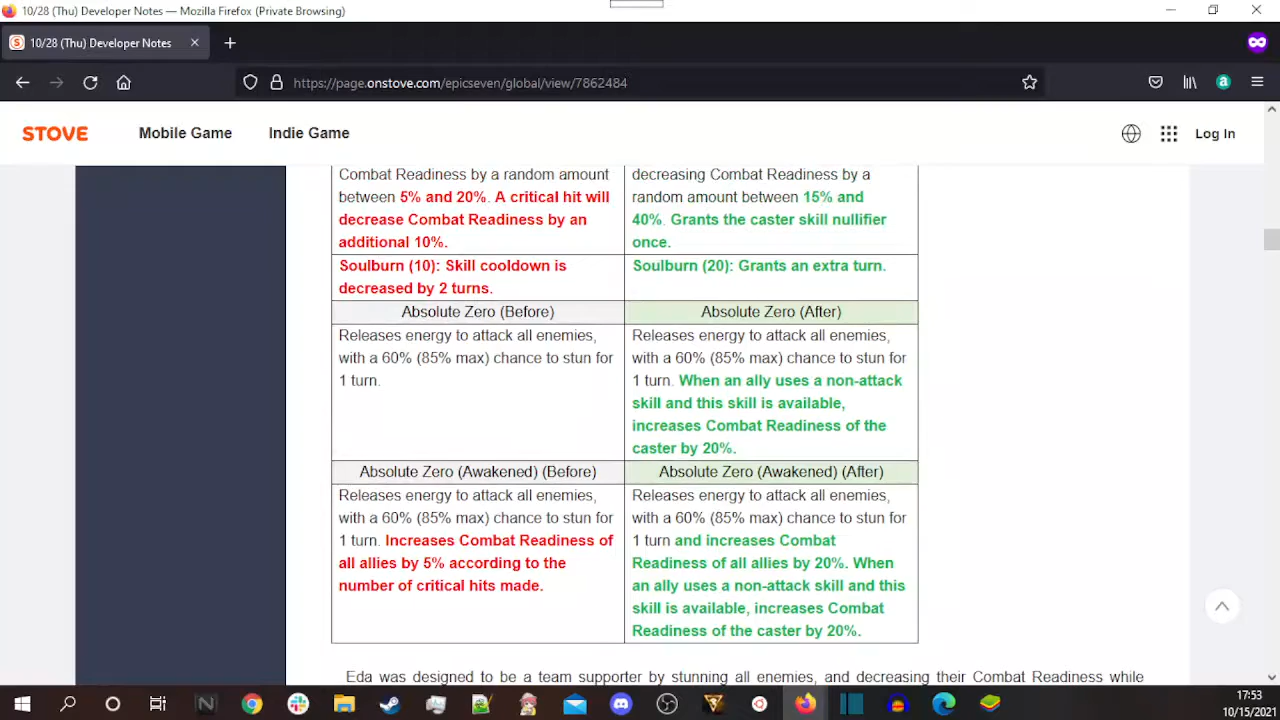 10/28 (Thu) Developer Notes — Mozilla Firefox (Private Browsing)
10/28 (Thu) Developer Notes
https://page.onstove.com/epicseven/global/view/7862484
STOVE
Mobile Game
Indie Game
Log In
Combat Readiness by a random amount
between 5% and 20%. A critical hit will
decrease Combat Readiness by an
additional 10%.
decreasing Combat Readiness by a
random amount between 15% and
40%. Grants the caster skill nullifier
once.
Soulburn (10): Skill cooldown is
decreased by 2 turns.
Soulburn (20): Grants an extra turn.
Absolute Zero (Before)
Absolute Zero (After)
Releases energy to attack all enemies,
with a 60% (85% max) chance to stun for
1 turn.
Releases energy to attack all enemies,
with a 60% (85% max) chance to stun for
1 turn. When an ally uses a non-attack
skill and this skill is available,
increases Combat Readiness of the
caster by 20%.
Absolute Zero (Awakened) (Before)
Absolute Zero (Awakened) (After)
Releases energy to attack all enemies,
with a 60% (85% max) chance to stun for
1 turn. Increases Combat Readiness of
all allies by 5% according to the
number of critical hits made.
Releases energy to attack all enemies,
with a 60% (85% max) chance to stun for
1 turn and increases Combat
Readiness of all allies by 20%. When
an ally uses a non-attack skill and this
skill is available, increases Combat
Readiness of the caster by 20%.
Eda was designed to be a team supporter by stunning all enemies, and decreasing their Combat Readiness while
17:53
10/15/2021